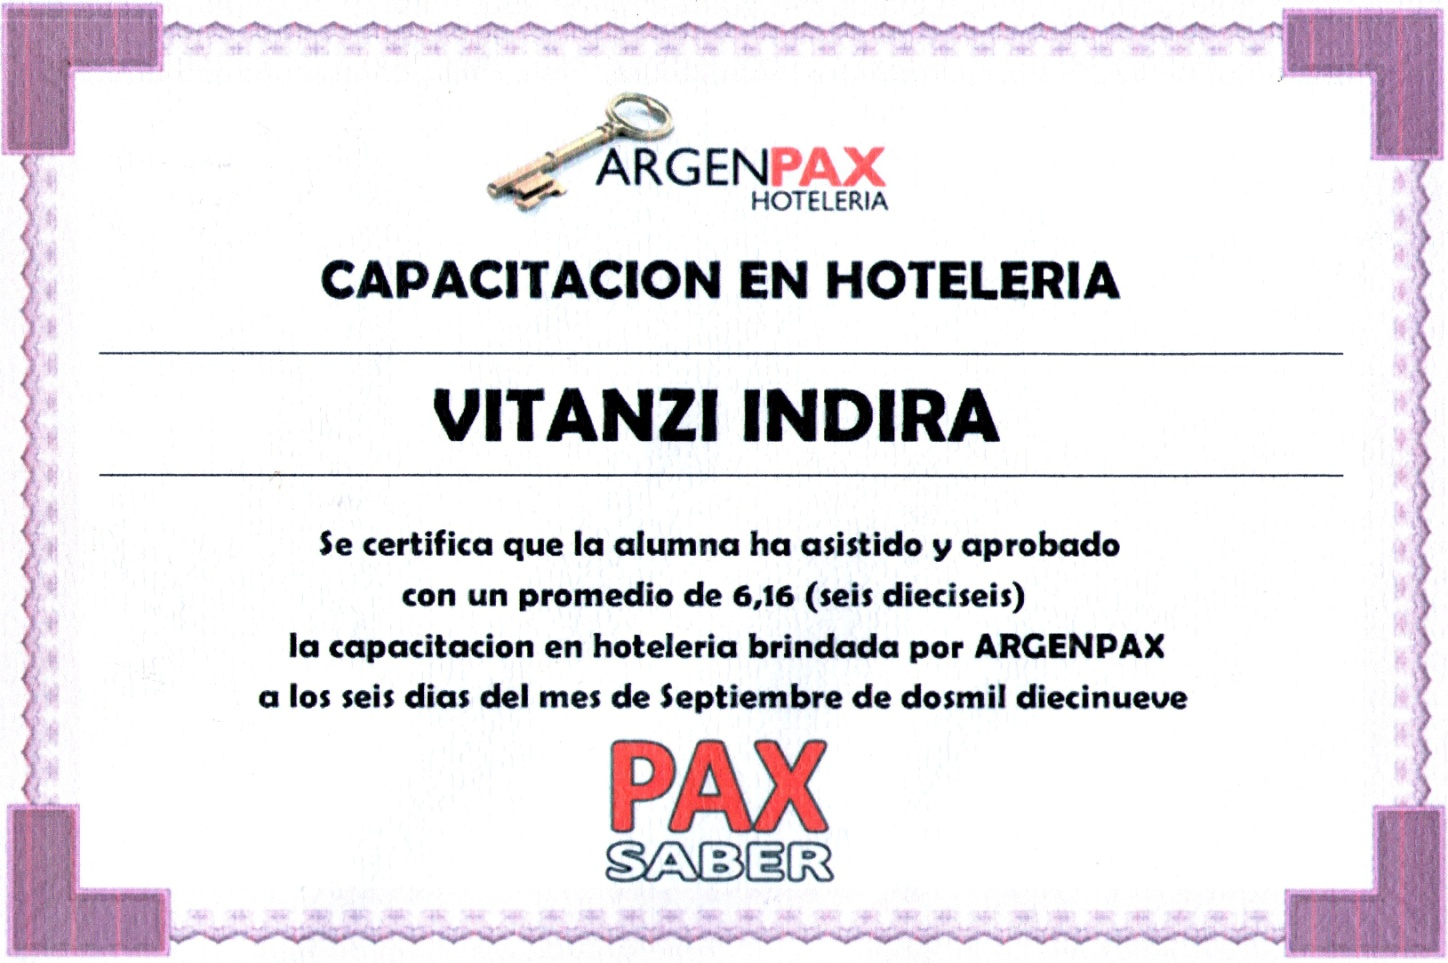 ARGENPAX
HOTELERIA
CAPACITACION EN HOTELERIA
VITANZI INDIRA
Se certifica que la alumna ha asistido y aprobado
con un promedio de 6,16 (seis dieciseis)
la capacitacion en hoteleria brindada por ARGENPAX
a los seis dias del mes de Septiembre de dosmil diecinueve
PAX
SABER